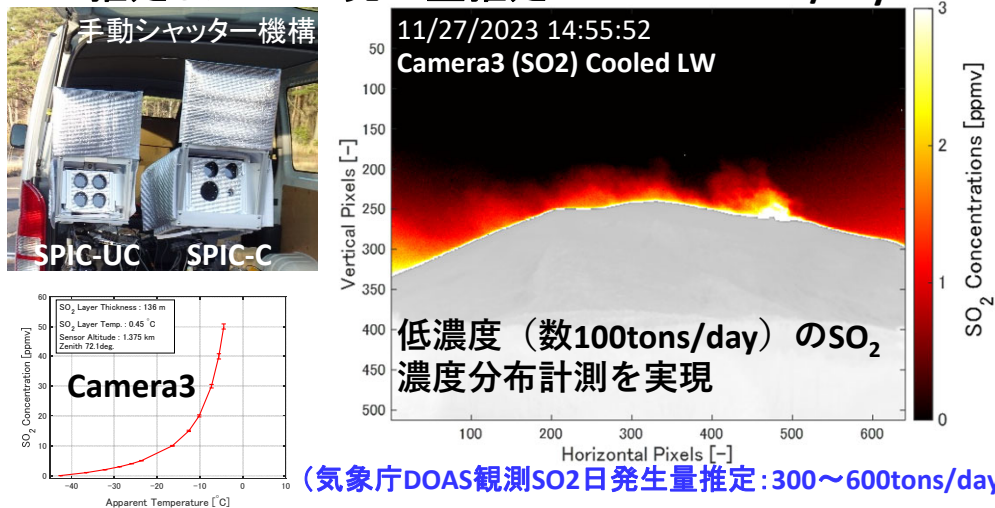 手動シャッター機構
SPIC-UC SPIC-C
11/27/2023 14:55:52
Camera3 (SO2) Cooled LW
50
100
150
200
250
300
350
400
450
500
Vertical Pixels [-]
100 200 300 400 500 600
Horizontal Pixels [-]
低濃度（数100tons/day）のSO2
濃度分布計測を実現
3
2
1
0
SO2 Concentrations [ppmv]
60
50
40
30
20
10
0
SO2 Concentration [ppmv]
SO2 Layer Thickness : 136 m
SO2 Layer Temp. : 0.45 °C
Sensor Altitude : 1.375 km
Zenith 72.1deg.
Camera3
-40 -30 -20 -10 0 10
Apparent Temperature [°C]
（気象庁DOAS観測SO2日発生量推定：300～600tons/day